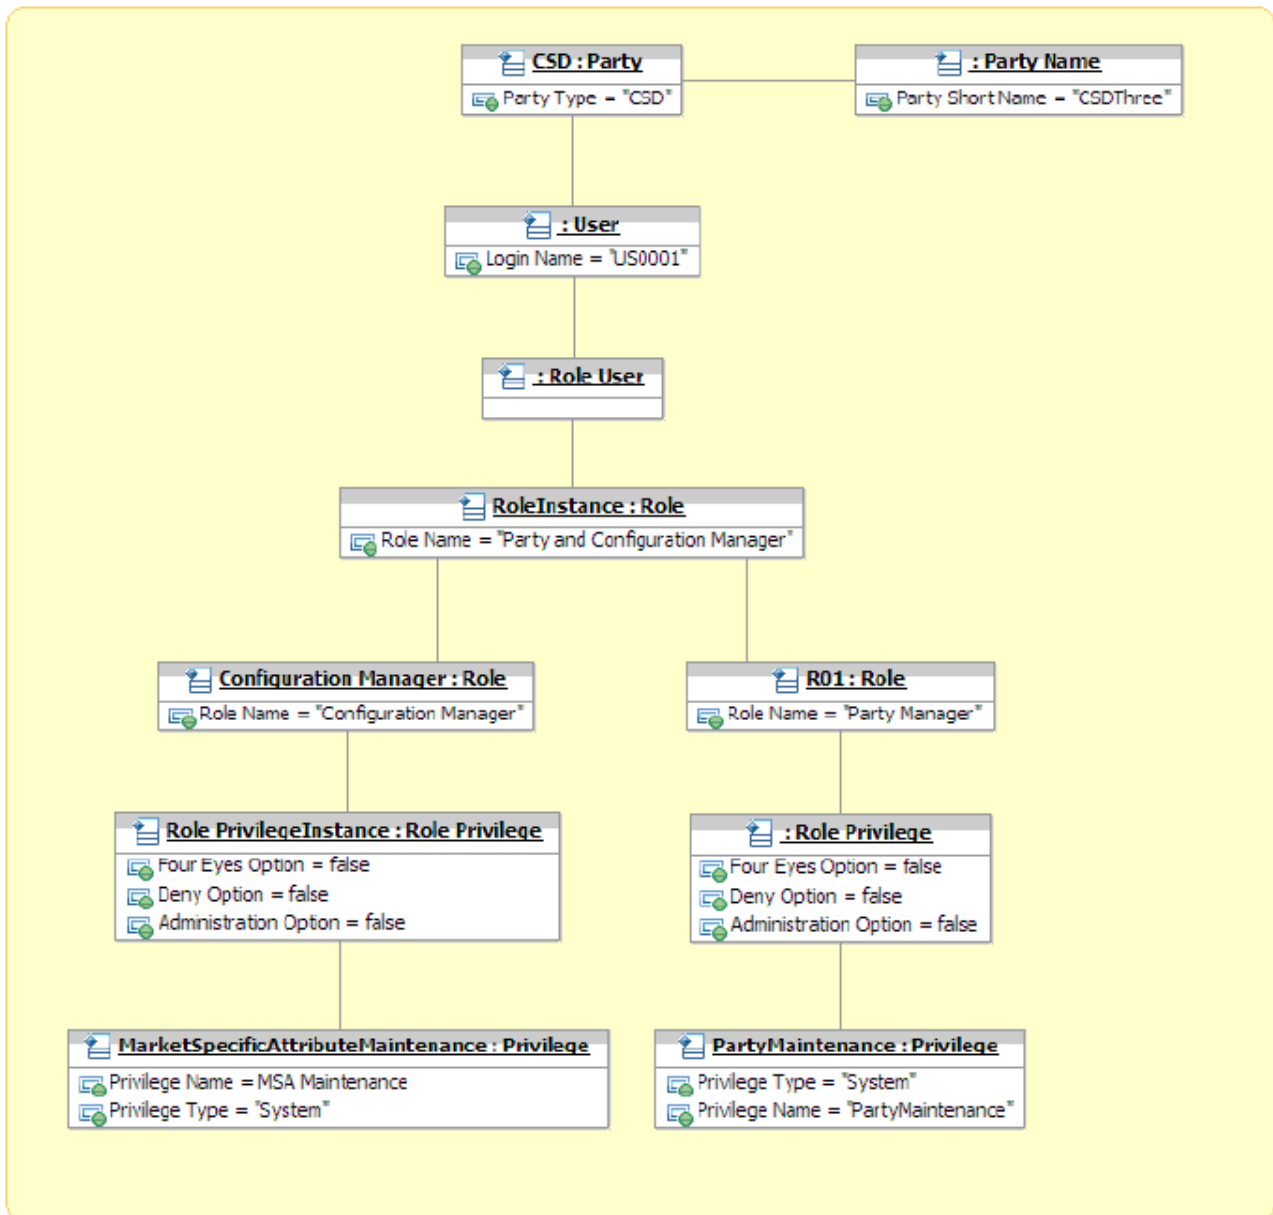 CSD : Party
Party Type = "CSD"
: Party Name
Party Short Name = "CSDThree"
: User
Login Name = "US0001"
: Role User
RoleInstance : Role
Role Name = "Party and Configuration Manager"
Configuration Manager : Role
Role Name = "Configuration Manager"
R01 : Role
Role Name = "Party Manager"
Role PrivilegeInstance : Role Privilege
Four Eyes Option = false
Deny Option = false
Administration Option = false
: Role Privilege
Four Eyes Option = false
Deny Option = false
Administration Option = false
MarketSpecificAttributeMaintenance : Privilege
Privilege Name = MSA Maintenance
Privilege Type = "System"
PartyMaintenance : Privilege
Privilege Type = "System"
Privilege Name = "PartyMaintenance"